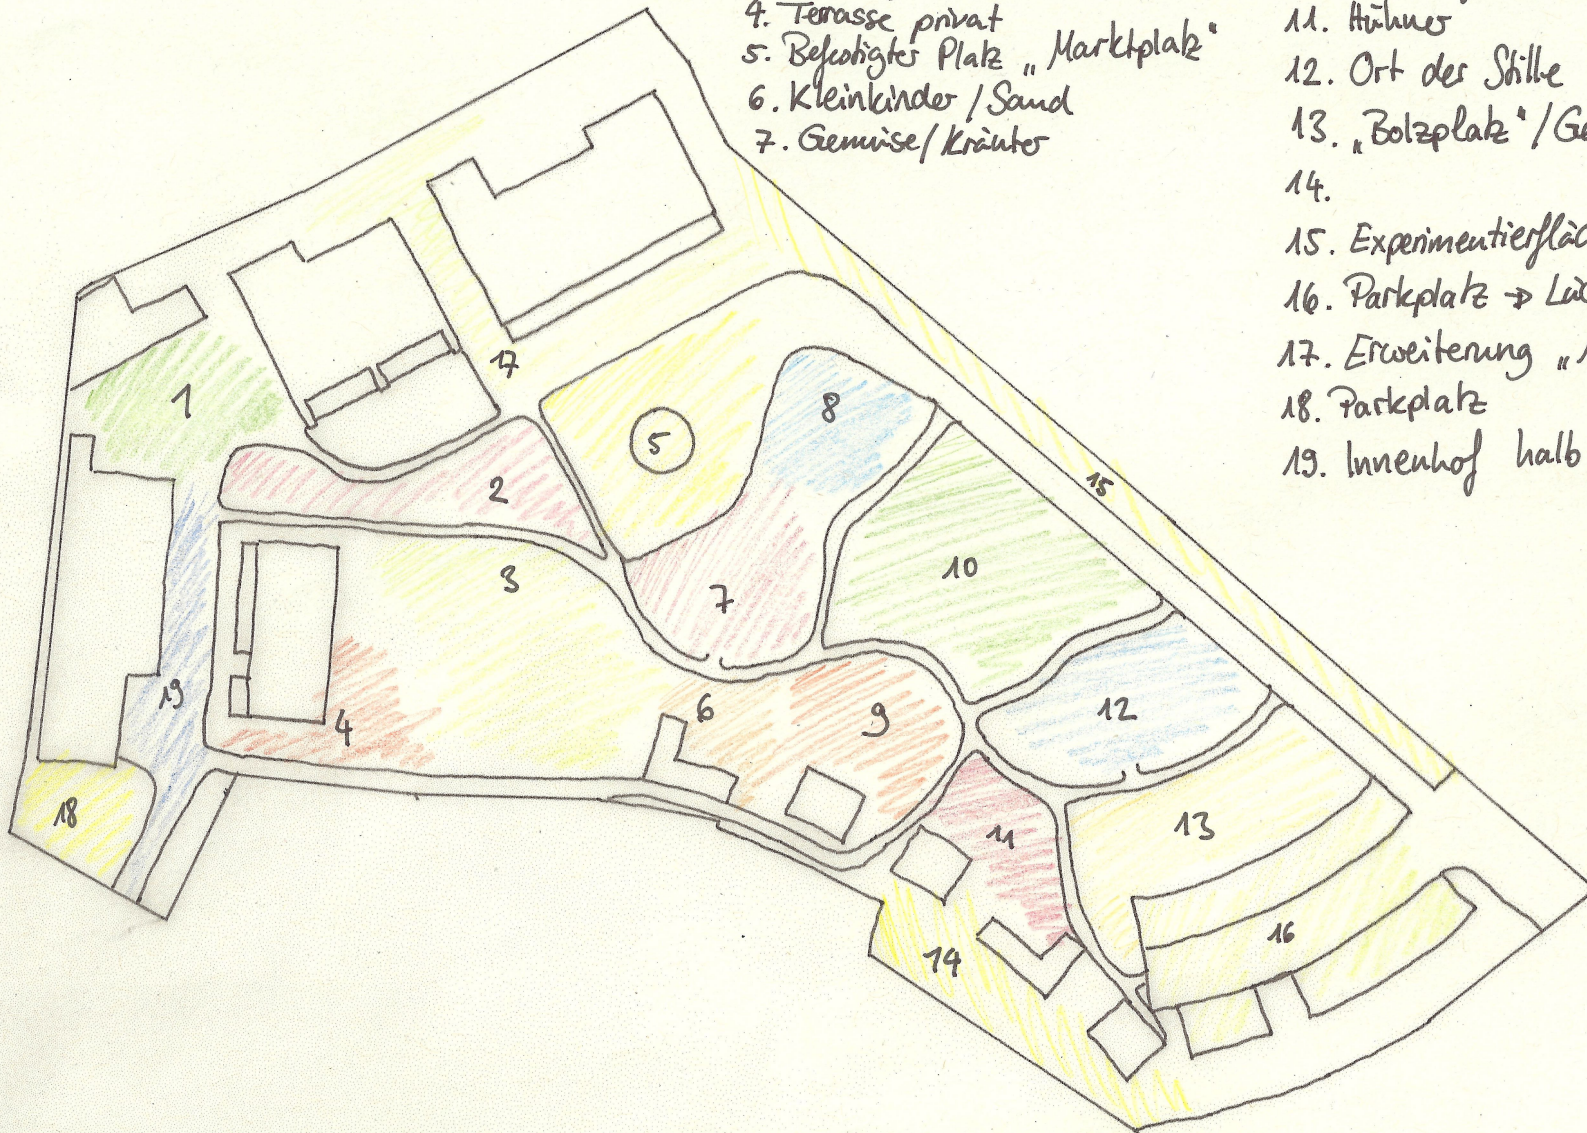 4. Terrasse privat
5. Befestigter Platz „Marktplatz"
6. Kleinkinder / Sand
7. Gemüse / Kräuter
11. Hühner
12. Ort der Stille
13. „Bolzplatz" / Ge
14.
15. Experimentierfläc
16. Parkplatz →
17. Erweiterung „
18. Parkplatz
19. Innenhof halb
17
1
5
8
2
15
3
10
7
19
4
6
9
12
18
11
13
14
16